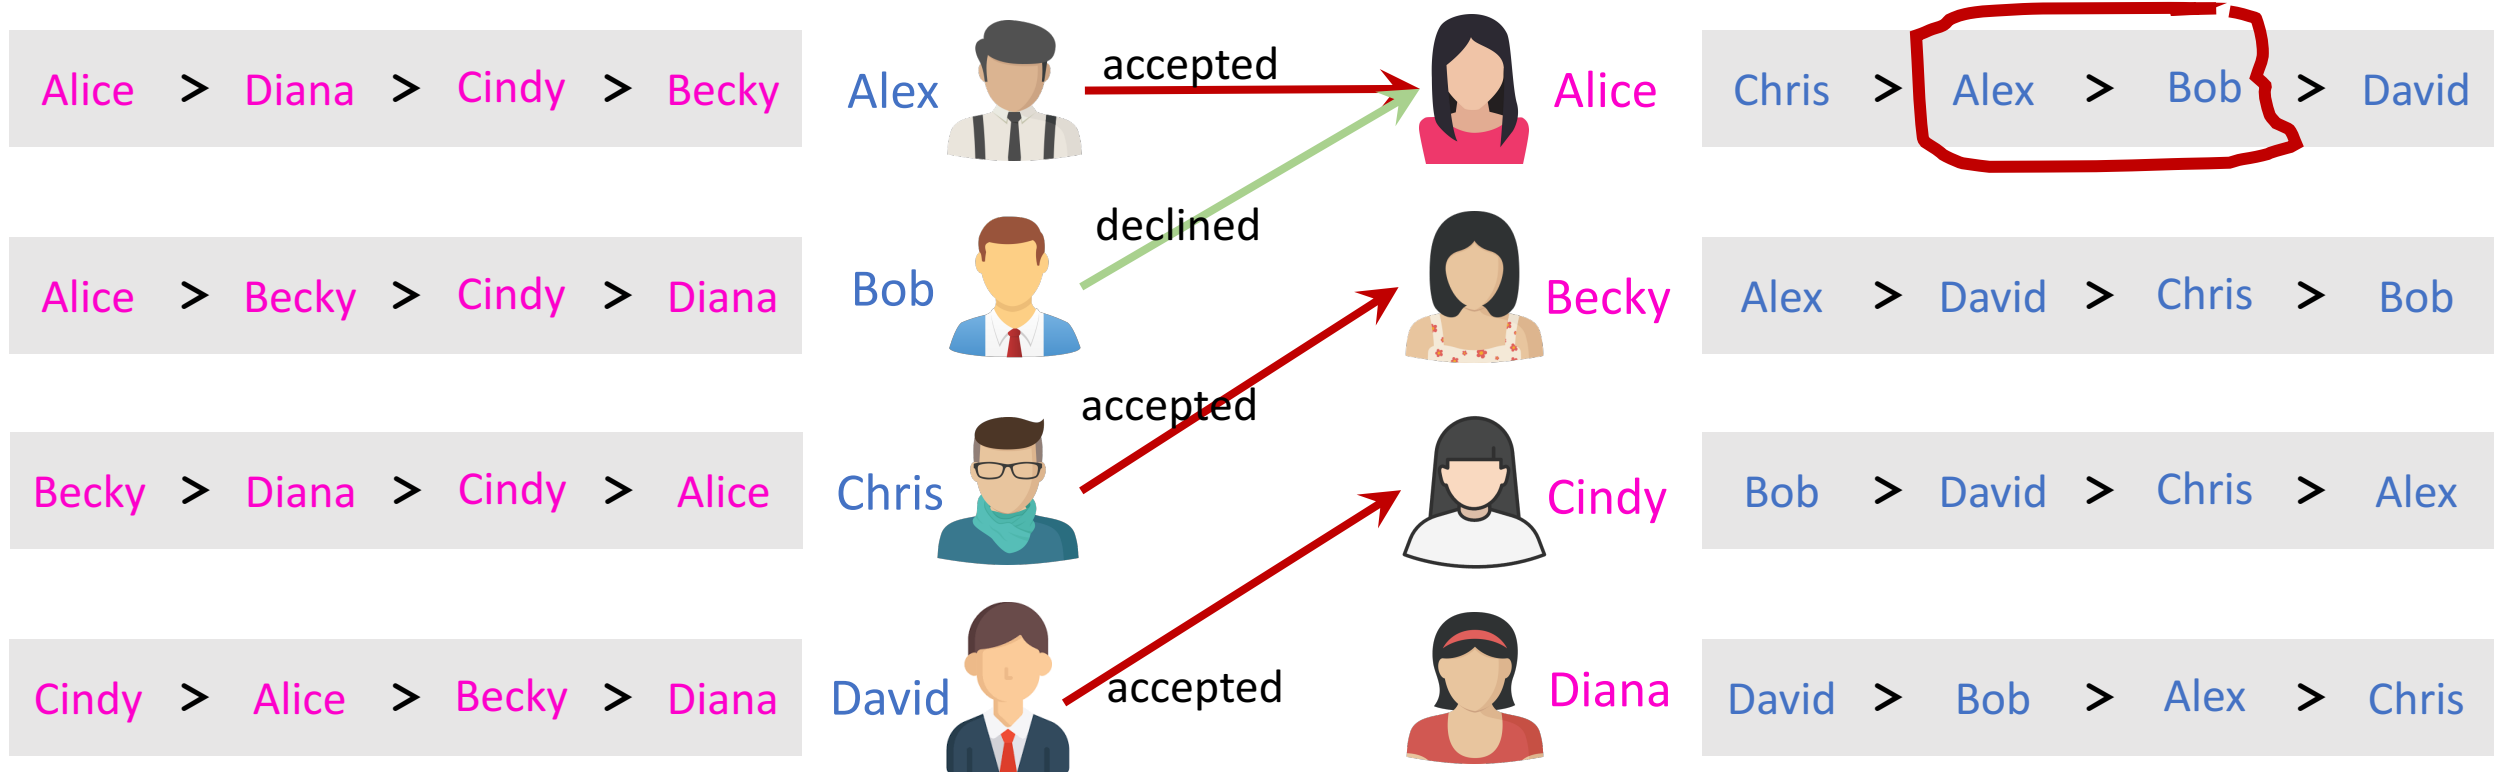 Alice > Diana > Cindy > Becky
Alex
accepted
Alice
Chris > Alex > Bob > David
Alice > Becky > Cindy > Diana
Bob
declined
Becky
Alex > David > Chris > Bob
Becky > Diana > Cindy > Alice
Chris
accepted
Cindy
Bob > David > Chris > Alex
Cindy > Alice > Becky > Diana
David
accepted
Diana
David > Bob > Alex > Chris